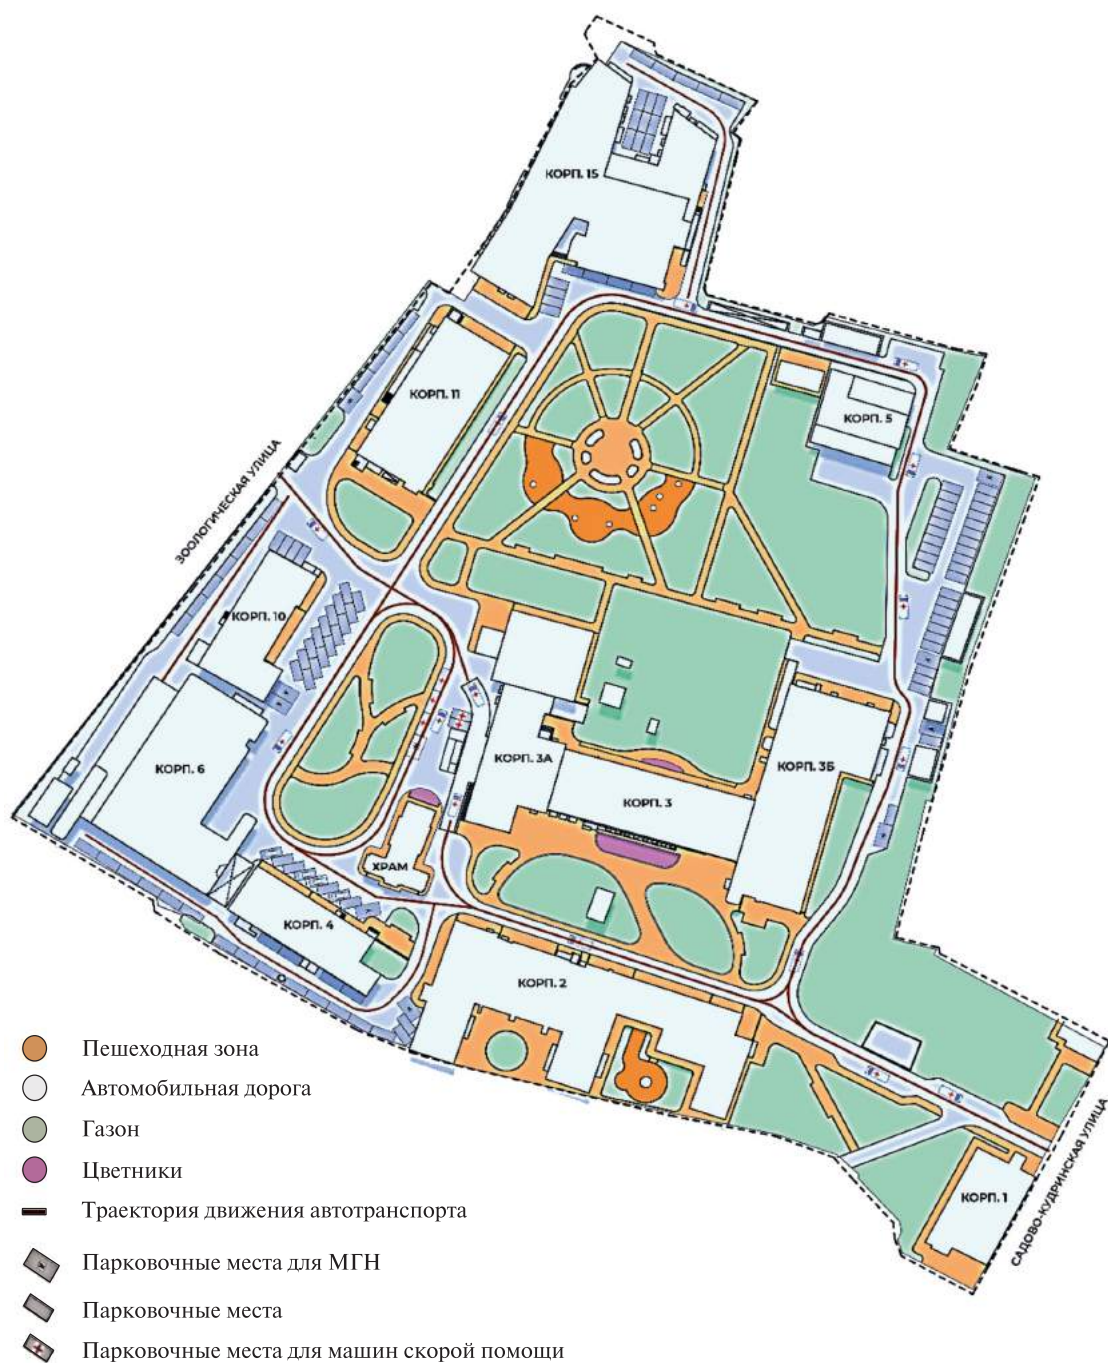 КОРП. 15
КОРП. 11
КОРП. 5
ЗООЛОГИЧЕСКАЯ УЛИЦА
КОРП. 10
КОРП. 6
КОРП. 3А
КОРП. 3Б
КОРП. 3
ХРАМ
КОРП. 4
КОРП. 2
КОРП. 1
САДОВО-КУДРИНСКАЯ УЛИЦА
Пешеходная зона
Автомобильная дорога
Газон
Цветники
Траектория движения автотранспорта
Парковочные места для МГН
Парковочные места
Парковочные места для машин скорой помощи